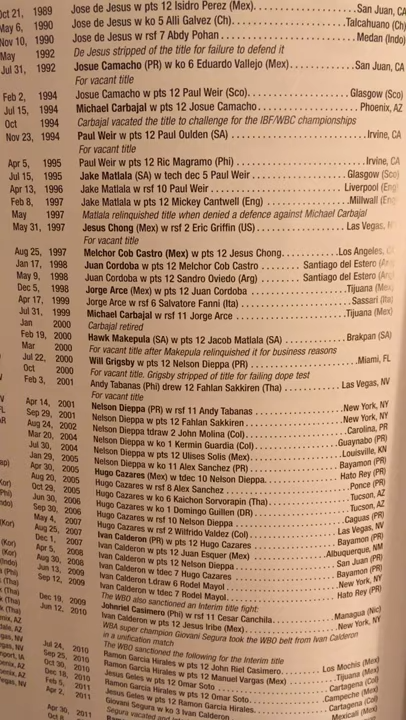 Oct 21, 1989 Jose de Jesus w pts 12 Isidro Perez (Mex) San Juan, CA
May 6, 1990 Jose de Jesus w ko 5 Alli Galvez (Ch) Talcahuano (Ch)
Nov 10, 1990 Jose de Jesus w rsf 7 Abdy Pohan Medan (Indo)
May 1992 De Jesus stripped of the title for failure to defend it
Jul 31, 1992 Josue Camacho (PR) w ko 6 Eduardo Vallejo (Mex) San Juan, CA
For vacant title
Feb 2, 1994 Josue Camacho w pts 12 Paul Weir (Sco) Glasgow (Sco)
Jul 15, 1994 Michael Carbajal w pts 12 Josue Camacho Phoenix, AZ
Oct 1994 Carbajal vacated the title to challenge for the IBF/WBC championships
Nov 23, 1994 Paul Weir w pts 12 Paul Oulden (SA) Irvine, CA
For vacant title
Apr 5, 1995 Paul Weir w pts 12 Ric Magramo (Phi) Irvine, CA
Jul 15, 1995 Jake Matlala (SA) w tech dec 5 Paul Weir Glasgow (Sco)
Apr 13, 1996 Jake Matlala w rsf 10 Paul Weir Liverpool (Eng)
Feb 8, 1997 Jake Matlala w pts 12 Mickey Cantwell (Eng) Millwall (Eng)
May 1997 Matlala relinquished title when denied a defence against Michael Carbajal
May 31, 1997 Jesus Chong (Mex) w rsf 2 Eric Griffin (US) Las Vegas,
For vacant title
Aug 25, 1997 Melchor Cob Castro (Mex) w pts 12 Jesus Chong Los Angeles,
Jan 17, 1998 Juan Cordoba w pts 12 Melchor Cob Castro Santiago del Estero
May 9, 1998 Juan Cordoba w pts 12 Sandro Oviedo (Arg) Santiago del Estero
Dec 5, 1998 Jorge Arce (Mex) w pts 12 Juan Cordoba Tijuana (Mex)
Apr 17, 1999 Jorge Arce w rsf 6 Salvatore Fanni (Ita) Sassari (Ita)
Jul 31, 1999 Michael Carbajal w rsf 11 Jorge Arce Tijuana (Mex)
Jan 2000 Carbajal retired
Feb 19, 2000 Hawk Makepula (SA) w pts 12 Jacob Matlala (SA) Brakpan (SA)
Mar 2000 For vacant title after Makepula relinquished it for business reasons
Jul 22, 2000 Will Grigsby w pts 12 Nelson Dieppa (PR) Miami, FL
Oct 2000 For vacant title. Grigsby stripped of title for failing dope test
Feb 3, 2001 Andy Tabanas (Phi) drew 12 Fahlan Sakkiren (Tha) Las Vegas, NV
For vacant title
Apr 14, 2001 Nelson Dieppa (PR) w rsf 11 Andy Tabanas New York, NY
Sep 29, 2001 Nelson Dieppa w pts 12 Fahlan Sakkiren New York, NY
Aug 24, 2002 Nelson Dieppa tdraw 2 John Molina (Col) Carolina, PR
Mar 20, 2004 Nelson Dieppa w ko 1 Kermin Guardia (Col) Guaynabo (PR)
Jul 30, 2004 Nelson Dieppa w pts 12 Ulises Solis (Mex) Louisville, KN
Jan 29, 2005 Nelson Dieppa w ko 11 Alex Sanchez (PR) Bayamon (PR)
Apr 30, 2005 Hugo Cazares (Mex) w tdec 10 Nelson Dieppa Hato Rey (PR)
Aug 20, 2005 Hugo Cazares w rsf 8 Alex Sanchez Ponce (PR)
Oct 29, 2005 Hugo Cazares w ko 6 Kaichon Sorvorapin (Tha) Tucson, AZ
Jun 30, 2006 Hugo Cazares w ko 1 Domingo Guillen (DR) Tucson, AZ
Sep 30, 2006 Hugo Cazares w rsf 10 Nelson Dieppa Caguas (PR)
May 4, 2007 Hugo Cazares w rsf 2 Wilfrido Valdez (Col) Las Vegas, NV
Aug 25, 2007 Ivan Calderon (PR) w pts 12 Hugo Cazares Bayamon (PR)
Dec 1, 2007 Ivan Calderon w pts 12 Juan Esquer (Mex) Albuquerque, NM
Apr 5, 2008 Ivan Calderon w pts 12 Nelson Dieppa San Juan (PR)
Aug 30, 2008 Ivan Calderon w tdec 7 Hugo Cazares Bayamon (PR)
Jun 13, 2009 Ivan Calderon t.draw 6 Rodel Mayol New York, NY
Sep 12, 2009 Ivan Calderon w tdec 7 Rodel Mayol Hato Rey (PR)
The WBO also sanctioned an Interim title fight:
Dec 19, 2009 Johnriel Casimero (Phi) w rsf 11 Cesar Canchila Managua (Nic)
Jun 12, 2010 Ivan Calderon w pts 12 Jesus Iribe (Mex) New York, NY
WBA super champion Giovani Segura took the WBO belt from Ivan Calderon
in a unification match
The WBO sanctioned the following for the Interim title
Jul 24, 2010 Ramon Garcia Hirales w pts 12 John Riel Casimero Los Mochis (Mex)
Sep 25, 2010 Ramon Garcia Hirales w pts 12 Manuel Vargas (Mex) Tijuana (Mex)
Oct 30, 2010 Jesus Geles w pts 12 Omar Soto Cartagena (Col)
Dec 18, 2010 Ramon Garcia Hirales w pts 12 Omar Soto Campeche (Mex)
Feb 5, 2011 Jesus Geles w pts 12 Ramon Garcia Hirales Cartagena (Col)
Apr 2, 2011 Giovani Segura w ko 3 Ivan Calderon Mexicali (Mex)
Apr 30, 2011